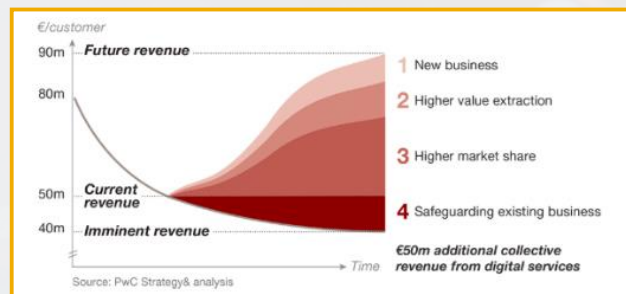 €/customer
90m
Future revenue
80m
50m
Current
revenue
40m
Imminent revenue
Time
1 New business
2 Higher value extraction
3 Higher market share
4 Safeguarding existing business
€50m additional collective
revenue from digital services
Source: PwC Strategy& analysis